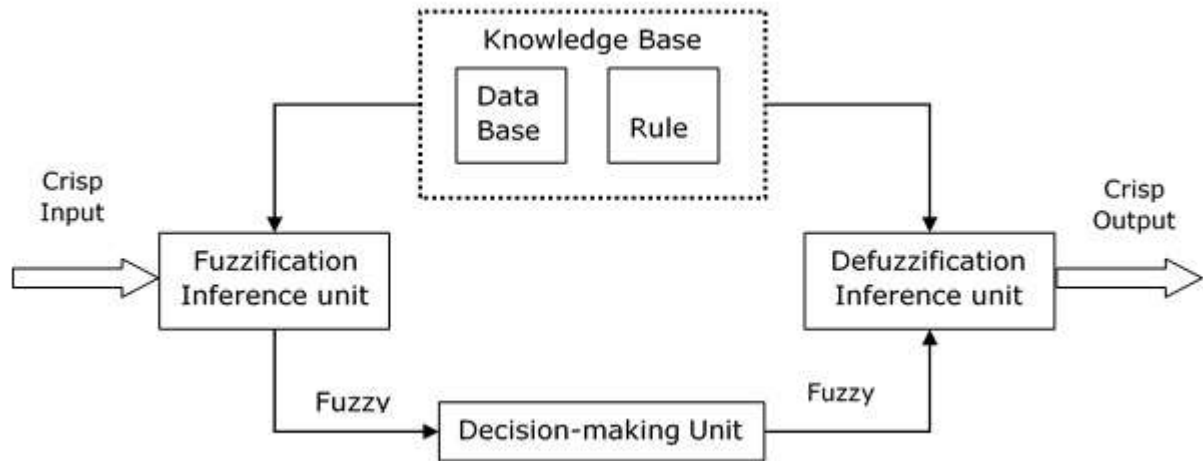 Knowledge Base
Data
Base
Rule
Crisp
Input
Crisp
Output
Fuzzification
Inference unit
Defuzzification
Inference unit
Fuzzy
Fuzzy
Decision-making Unit